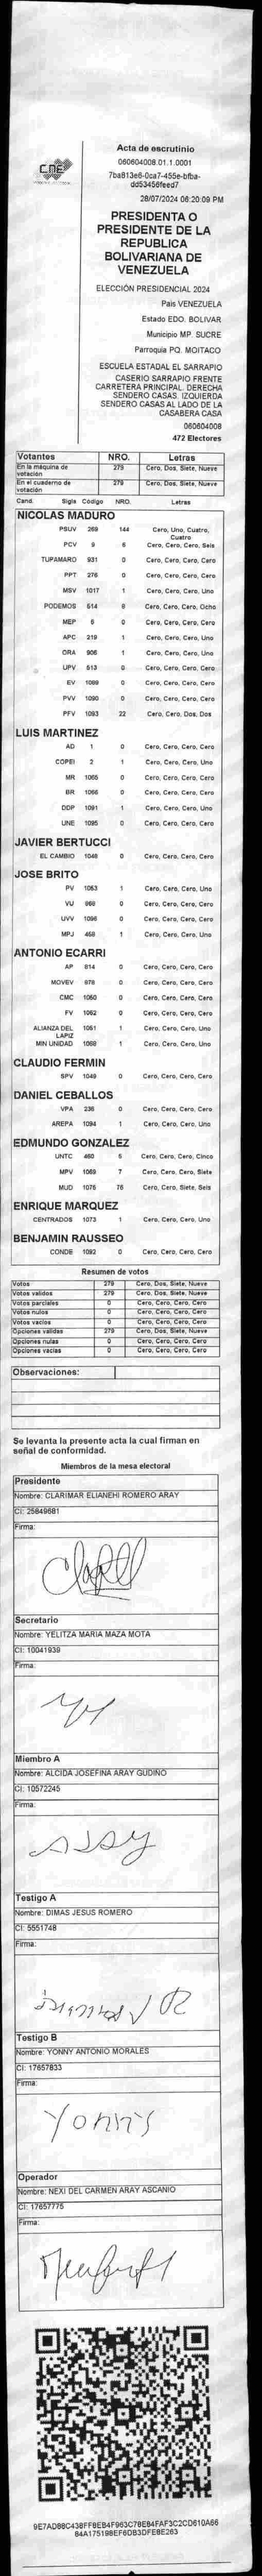 Acta de escrutinio
060604008.01.1.0001
7ba813e6-0ca7-455e-bfba-
dd53456feed7
28/07/2024 06:20:09 PM
CNE
PRESIDENTA O
PRESIDENTE DE LA
REPUBLICA
BOLIVARIANA DE
VENEZUELA
ELECCIÓN PRESIDENCIAL 2024
País VENEZUELA
Estado EDO. BOLIVAR
Municipio MP. SUCRE
Parroquia PQ. MOITACO
ESCUELA ESTADAL EL SARRAPIO
CASERIO SARRAPIO FRENTE
CARRETERA PRINCIPAL. DERECHA
SENDERO CASAS. IZQUIERDA
SENDERO CASAS AL LADO DE LA
CASABERA CASA
060604008
472 Electores
Votantes NRO. Letras
En la máquina de votación 279 Cero, Dos, Siete, Nueve
En el cuaderno de votación 279 Cero, Dos, Siete, Nueve
Cand. Sigla Código NRO. Letras
NICOLAS MADURO
PSUV 269 144 Cero, Uno, Cuatro, Cuatro
PCV 9 6 Cero, Cero, Cero, Seis
TUPAMARO 931 0 Cero, Cero, Cero, Cero
PPT 276 0 Cero, Cero, Cero, Cero
MSV 1017 1 Cero, Cero, Cero, Uno
PODEMOS 514 8 Cero, Cero, Cero, Ocho
MEP 6 0 Cero, Cero, Cero, Cero
APC 219 1 Cero, Cero, Cero, Uno
ORA 906 1 Cero, Cero, Cero, Uno
UPV 513 0 Cero, Cero, Cero, Cero
EV 1089 0 Cero, Cero, Cero, Cero
PVV 1090 0 Cero, Cero, Cero, Cero
PFV 1093 22 Cero, Cero, Dos, Dos
LUIS MARTINEZ
AD 1 0 Cero, Cero, Cero, Cero
COPEI 2 1 Cero, Cero, Cero, Uno
MR 1065 0 Cero, Cero, Cero, Cero
BR 1066 0 Cero, Cero, Cero, Cero
DDP 1091 1 Cero, Cero, Cero, Uno
UNE 1095 0 Cero, Cero, Cero, Cero
JAVIER BERTUCCI
EL CAMBIO 1048 0 Cero, Cero, Cero, Cero
JOSE BRITO
PV 1053 1 Cero, Cero, Cero, Uno
VU 968 0 Cero, Cero, Cero, Cero
UVV 1096 0 Cero, Cero, Cero, Cero
MPJ 458 1 Cero, Cero, Cero, Uno
ANTONIO ECARRI
AP 814 0 Cero, Cero, Cero, Cero
MOVEV 978 0 Cero, Cero, Cero, Cero
CMC 1050 0 Cero, Cero, Cero, Cero
FV 1052 0 Cero, Cero, Cero, Cero
ALIANZA DEL LAPIZ 1051 1 Cero, Cero, Cero, Uno
MIN UNIDAD 1068 1 Cero, Cero, Cero, Uno
CLAUDIO FERMIN
SPV 1049 0 Cero, Cero, Cero, Cero
DANIEL CEBALLOS
VPA 236 0 Cero, Cero, Cero, Cero
AREPA 1094 1 Cero, Cero, Cero, Uno
EDMUNDO GONZALEZ
UNTC 460 5 Cero, Cero, Cero, Cinco
MPV 1069 7 Cero, Cero, Cero, Siete
MUD 1075 76 Cero, Cero, Siete, Seis
ENRIQUE MARQUEZ
CENTRADOS 1073 1 Cero, Cero, Cero, Uno
BENJAMIN RAUSSEO
CONDE 1092 0 Cero, Cero, Cero, Cero
Resumen de votos
Votos 279 Cero, Dos, Siete, Nueve
Votos validos 279 Cero, Dos, Siete, Nueve
Votos parciales 0 Cero, Cero, Cero, Cero
Votos nulos 0 Cero, Cero, Cero, Cero
Votos vacíos 0 Cero, Cero, Cero, Cero
Opciones validas 279 Cero, Dos, Siete, Nueve
Opciones nulas 0 Cero, Cero, Cero, Cero
Opciones vacías 0 Cero, Cero, Cero, Cero
Observaciones:
Se levanta la presente acta la cual firman en
señal de conformidad.
Miembros de la mesa electoral
Presidente
Nombre: CLARIMAR ELIANEHI ROMERO ARAY
CI: 25849681
Firma:
Secretario
Nombre: YELITZA MARIA MAZA MOTA
CI: 10041939
Firma:
Miembro A
Nombre: ALCIDA JOSEFINA ARAY GUDIÑO
CI: 10572245
Firma:
Testigo A
Nombre: DIMAS JESUS ROMERO
CI: 5551748
Firma:
Testigo B
Nombre: YONNY ANTONIO MORALES
CI: 17657833
Firma:
Yonnys
Operador
Nombre: NEXI DEL CARMEN ARAY ASCANIO
CI: 17657775
Firma:
9E7AD88C438FF8EB4F963C78E84FAF3C2CD610A66
84A175198EF6DB3DFE8E263